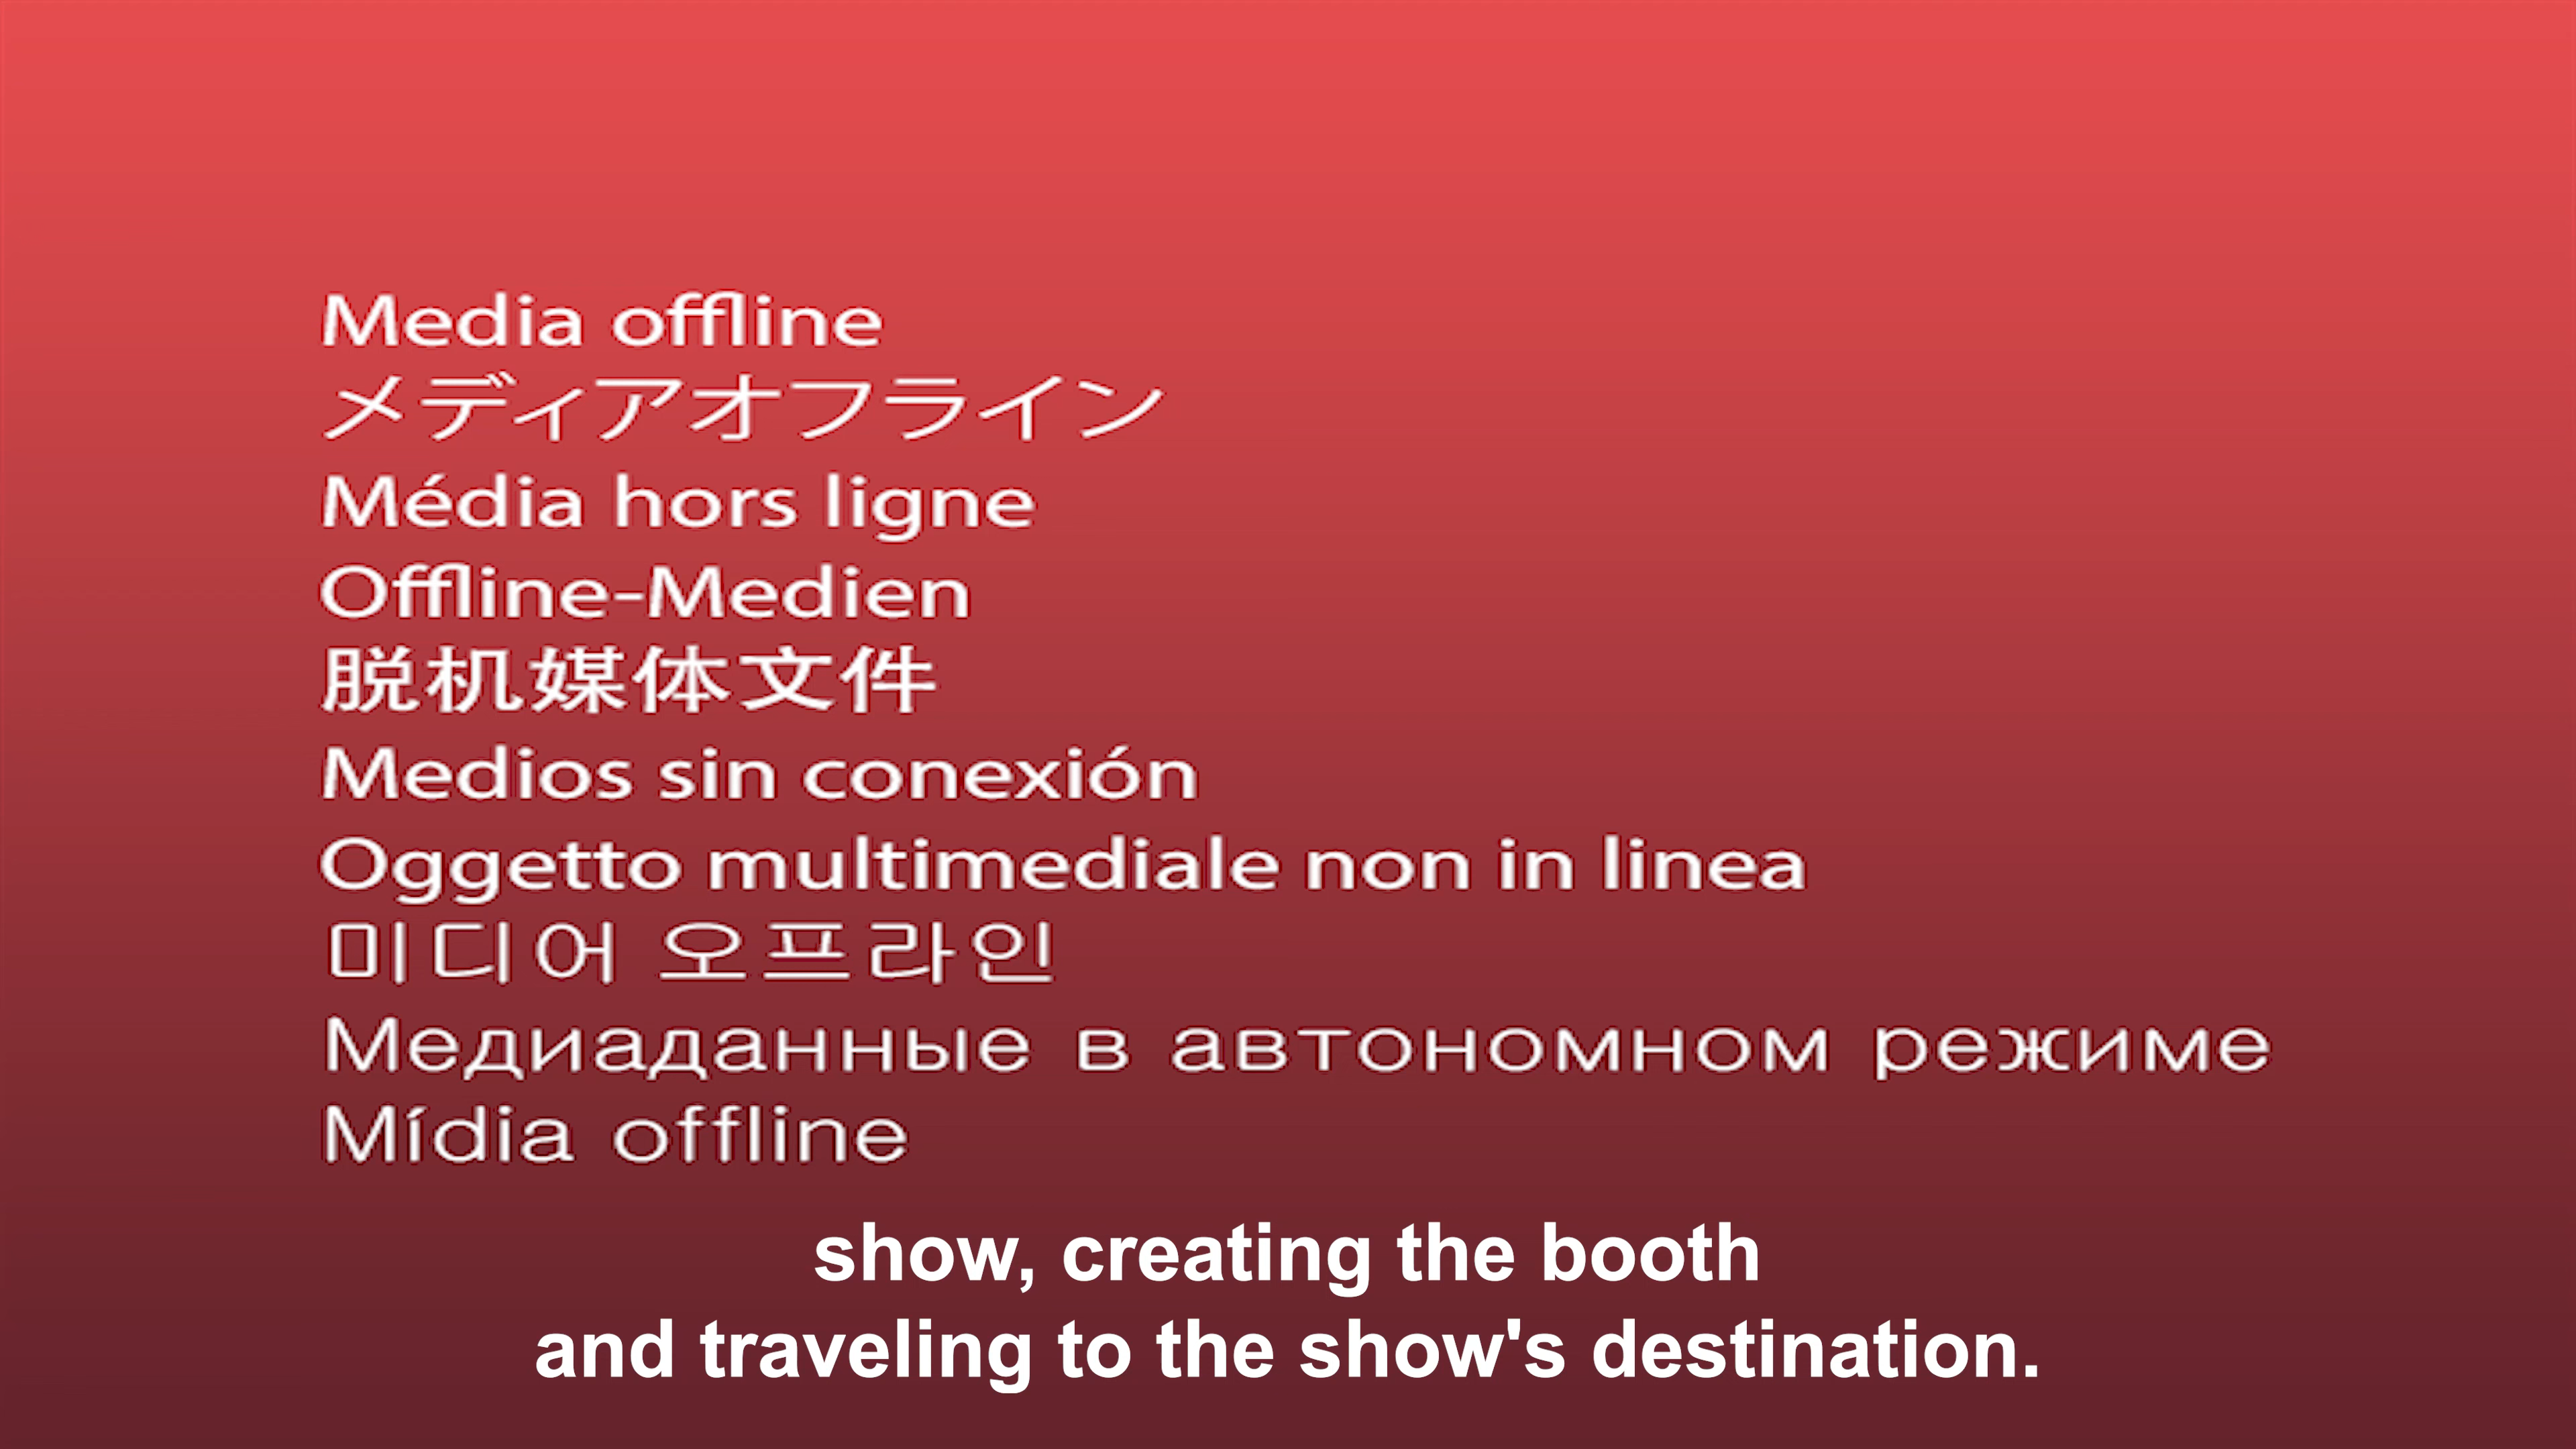 Media offline
メディアオフライン
Média hors ligne
Offline-Medien
脱机媒体文件
Medios sin conexión
Oggetto multimediale non in linea
미디어 오프라인
Медиаданные в автономном режиме
Mídia offline
show, creating the booth
and traveling to the show's destination.